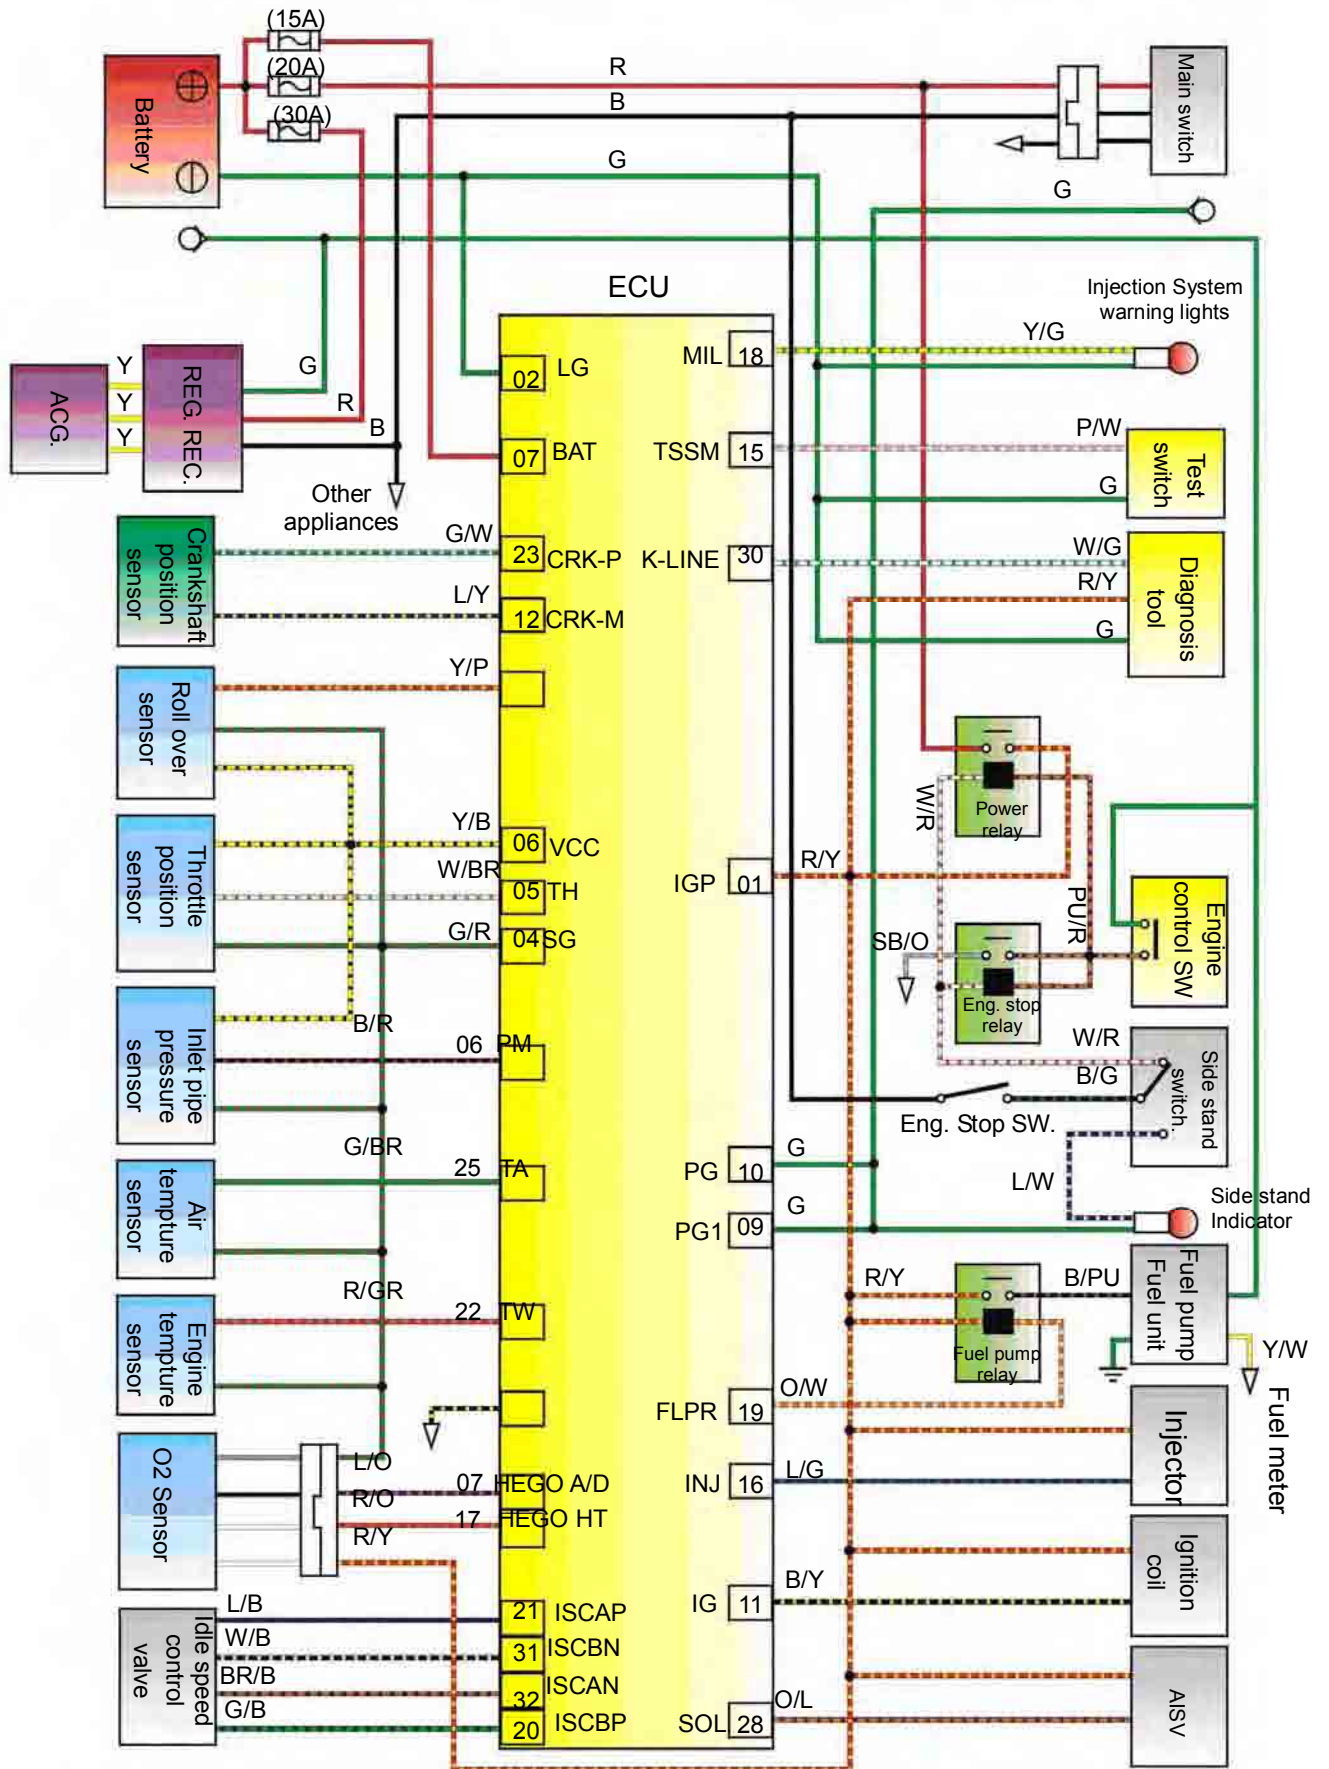 (15A)
(20A)
(30A)
R
B
G
G
Battery
Main switch
ECU
Injection System
warning lights
Y/G
MIL 18
02 LG
Y
Y
Y
ACG.
REG. REC.
G
R
B
Other
appliances
07 BAT
TSSM 15
P/W
G
Test
switch
Crankshaft
position
sensor
G/W
23 CRK-P
L/Y
12 CRK-M
K-LINE 30
W/G
R/Y
G
Diagnosis
tool
Roll over
sensor
Y/P
Power
relay
W/R
Throttle
position
sensor
Y/B
06 VCC
W/BR
05 TH
G/R
04 SG
IGP 01
R/Y
PU/R
SB/O
Eng. stop
relay
Engine
control SW
Inlet pipe
pressure
sensor
B/R
06 PM
W/R
B/G
Side stand
switch.
Eng. Stop SW.
L/W
G/BR
Air
tempture
sensor
25 TA
PG 10
G
PG1 09
G
Side stand
Indicator
Engine
tempture
sensor
R/GR
22 TW
R/Y
B/PU
Fuel pump
relay
Fuel pump
Fuel unit
Y/W
Fuel meter
FLPR 19
O/W
O2 Sensor
L/O
07 HEGO A/D
R/O
17 HEGO HT
R/Y
INJ 16
L/G
Injector
Idle speed
control
valve
L/B
21 ISCAP
W/B
31 ISCBN
BR/B
32 ISCAN
G/B
20 ISCBP
IG 11
B/Y
Ignition
coil
SOL 28
O/L
AISV